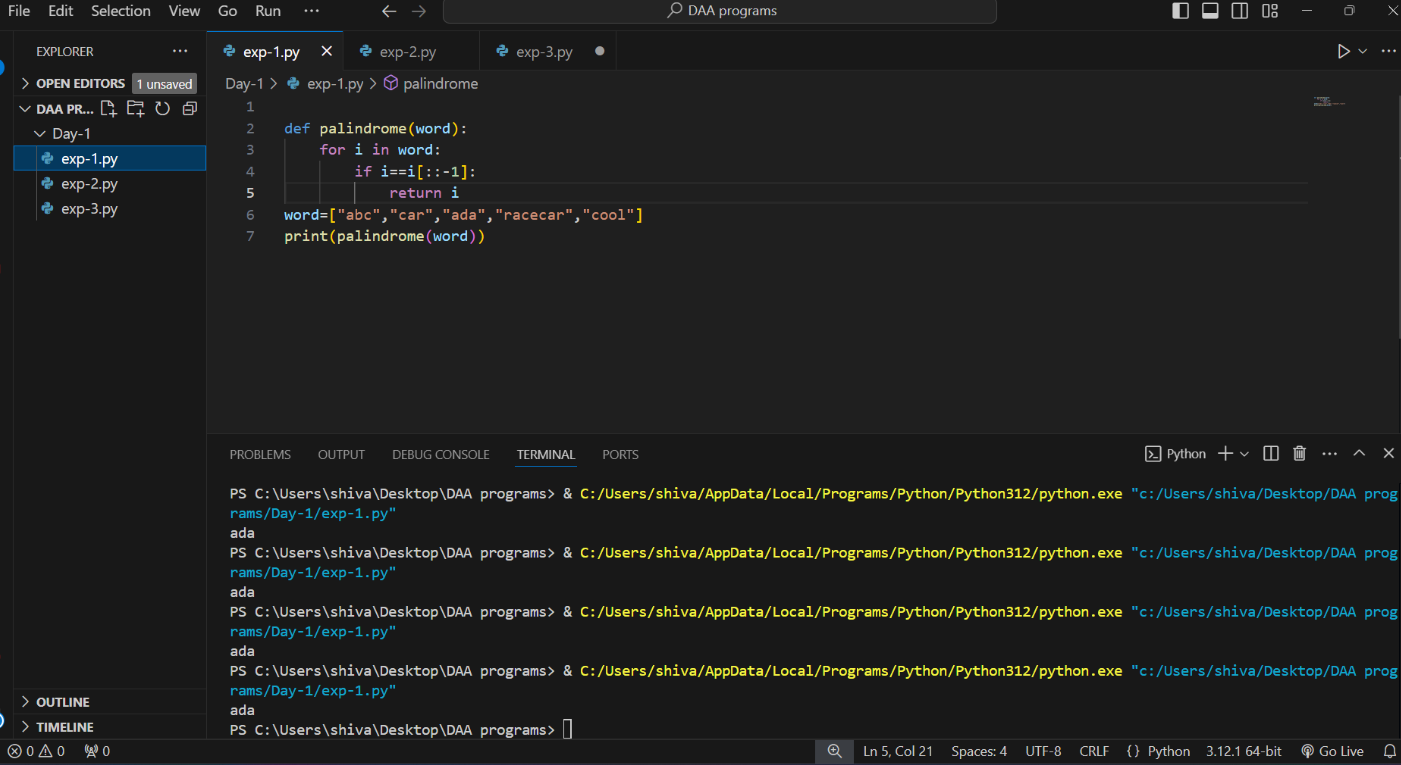 File Edit Selection View Go Run ··· DAA programs
EXPLORER ···
OPEN EDITORS 1 unsaved
DAA PR...
Day-1
exp-1.py
exp-2.py
exp-3.py
OUTLINE
TIMELINE
exp-1.py exp-2.py exp-3.py
Day-1 > exp-1.py > palindrome
1
2 def palindrome(word):
3     for i in word:
4         if i==i[::-1]:
5             return i
6 word=["abc","car","ada","racecar","cool"]
7 print(palindrome(word))
PROBLEMS OUTPUT DEBUG CONSOLE TERMINAL PORTS Python
PS C:\Users\shiva\Desktop\DAA programs> & C:/Users/shiva/AppData/Local/Programs/Python/Python312/python.exe "c:/Users/shiva/Desktop/DAA prog
rams/Day-1/exp-1.py"
ada
PS C:\Users\shiva\Desktop\DAA programs> & C:/Users/shiva/AppData/Local/Programs/Python/Python312/python.exe "c:/Users/shiva/Desktop/DAA prog
rams/Day-1/exp-1.py"
ada
PS C:\Users\shiva\Desktop\DAA programs> & C:/Users/shiva/AppData/Local/Programs/Python/Python312/python.exe "c:/Users/shiva/Desktop/DAA prog
rams/Day-1/exp-1.py"
ada
PS C:\Users\shiva\Desktop\DAA programs> & C:/Users/shiva/AppData/Local/Programs/Python/Python312/python.exe "c:/Users/shiva/Desktop/DAA prog
rams/Day-1/exp-1.py"
ada
PS C:\Users\shiva\Desktop\DAA programs>
0 0 0 Ln 5, Col 21 Spaces: 4 UTF-8 CRLF {} Python 3.12.1 64-bit Go Live